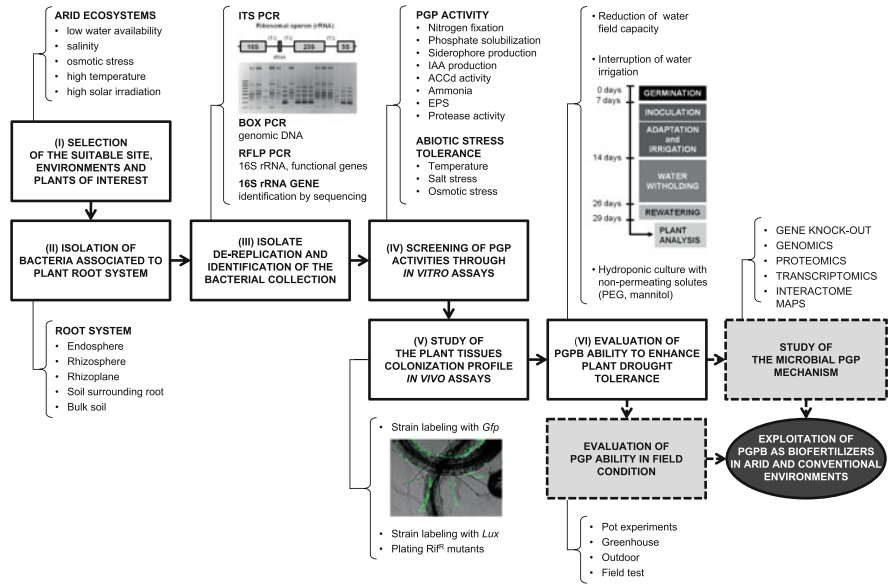 ARID ECOSYSTEMS
• low water availability
• salinity
• osmotic stress
• high temperature
• high solar irradiation
(I) SELECTION
OF THE SUITABLE SITE,
ENVIRONMENTS AND
PLANTS OF INTEREST
(II) ISOLATION OF
BACTERIA ASSOCIATED TO
PLANT ROOT SYSTEM
ROOT SYSTEM
• Endosphere
• Rhizosphere
• Rhizoplane
• Soil surrounding root
• Bulk soil
ITS PCR
Ribosomal operon (rRNA)
ITS ITS ITS
16S 23S 5S
tRNA
BOX PCR
genomic DNA
RFLP PCR
16S rRNA, functional genes
16S rRNA GENE
identification by sequencing
(III) ISOLATE
DE-REPLICATION AND
IDENTIFICATION OF THE
BACTERIAL COLLECTION
PGP ACTIVITY
• Nitrogen fixation
• Phosphate solubilization
• Siderophore production
• IAA production
• ACCd activity
• Ammonia
• EPS
• Protease activity
ABIOTIC STRESS
TOLERANCE
• Temperature
• Salt stress
• Osmotic stress
(IV) SCREENING OF PGP
ACTIVITIES THROUGH
IN VITRO ASSAYS
(V) STUDY OF
THE PLANT TISSUES
COLONIZATION PROFILE
IN VIVO ASSAYS
• Strain labeling with Gfp
• Strain labeling with Lux
• Plating Rifᴿ mutants
• Reduction of water
field capacity
• Interruption of water
irrigation
0 days
GERMINATION
7 days
INOCULATION
ADAPTATION
and
IRRIGATION
14 days
WATER
WITHOLDING
26 days
REWATERING
29 days
PLANT
ANALYSIS
• Hydroponic culture with
non-permeating solutes
(PEG, mannitol)
(VI) EVALUATION OF
PGPB ABILITY TO ENHANCE
PLANT DROUGHT
TOLERANCE
EVALUATION OF
PGP ABILITY IN FIELD
CONDITION
• Pot experiments
• Greenhouse
• Outdoor
• Field test
• GENE KNOCK-OUT
• GENOMICS
• PROTEOMICS
• TRANSCRIPTOMICS
• INTERACTOME
MAPS
STUDY OF
THE MICROBIAL PGP
MECHANISM
EXPLOITATION OF
PGPB AS BIOFERTILIZERS
IN ARID AND CONVENTIONAL
ENVIRONMENTS